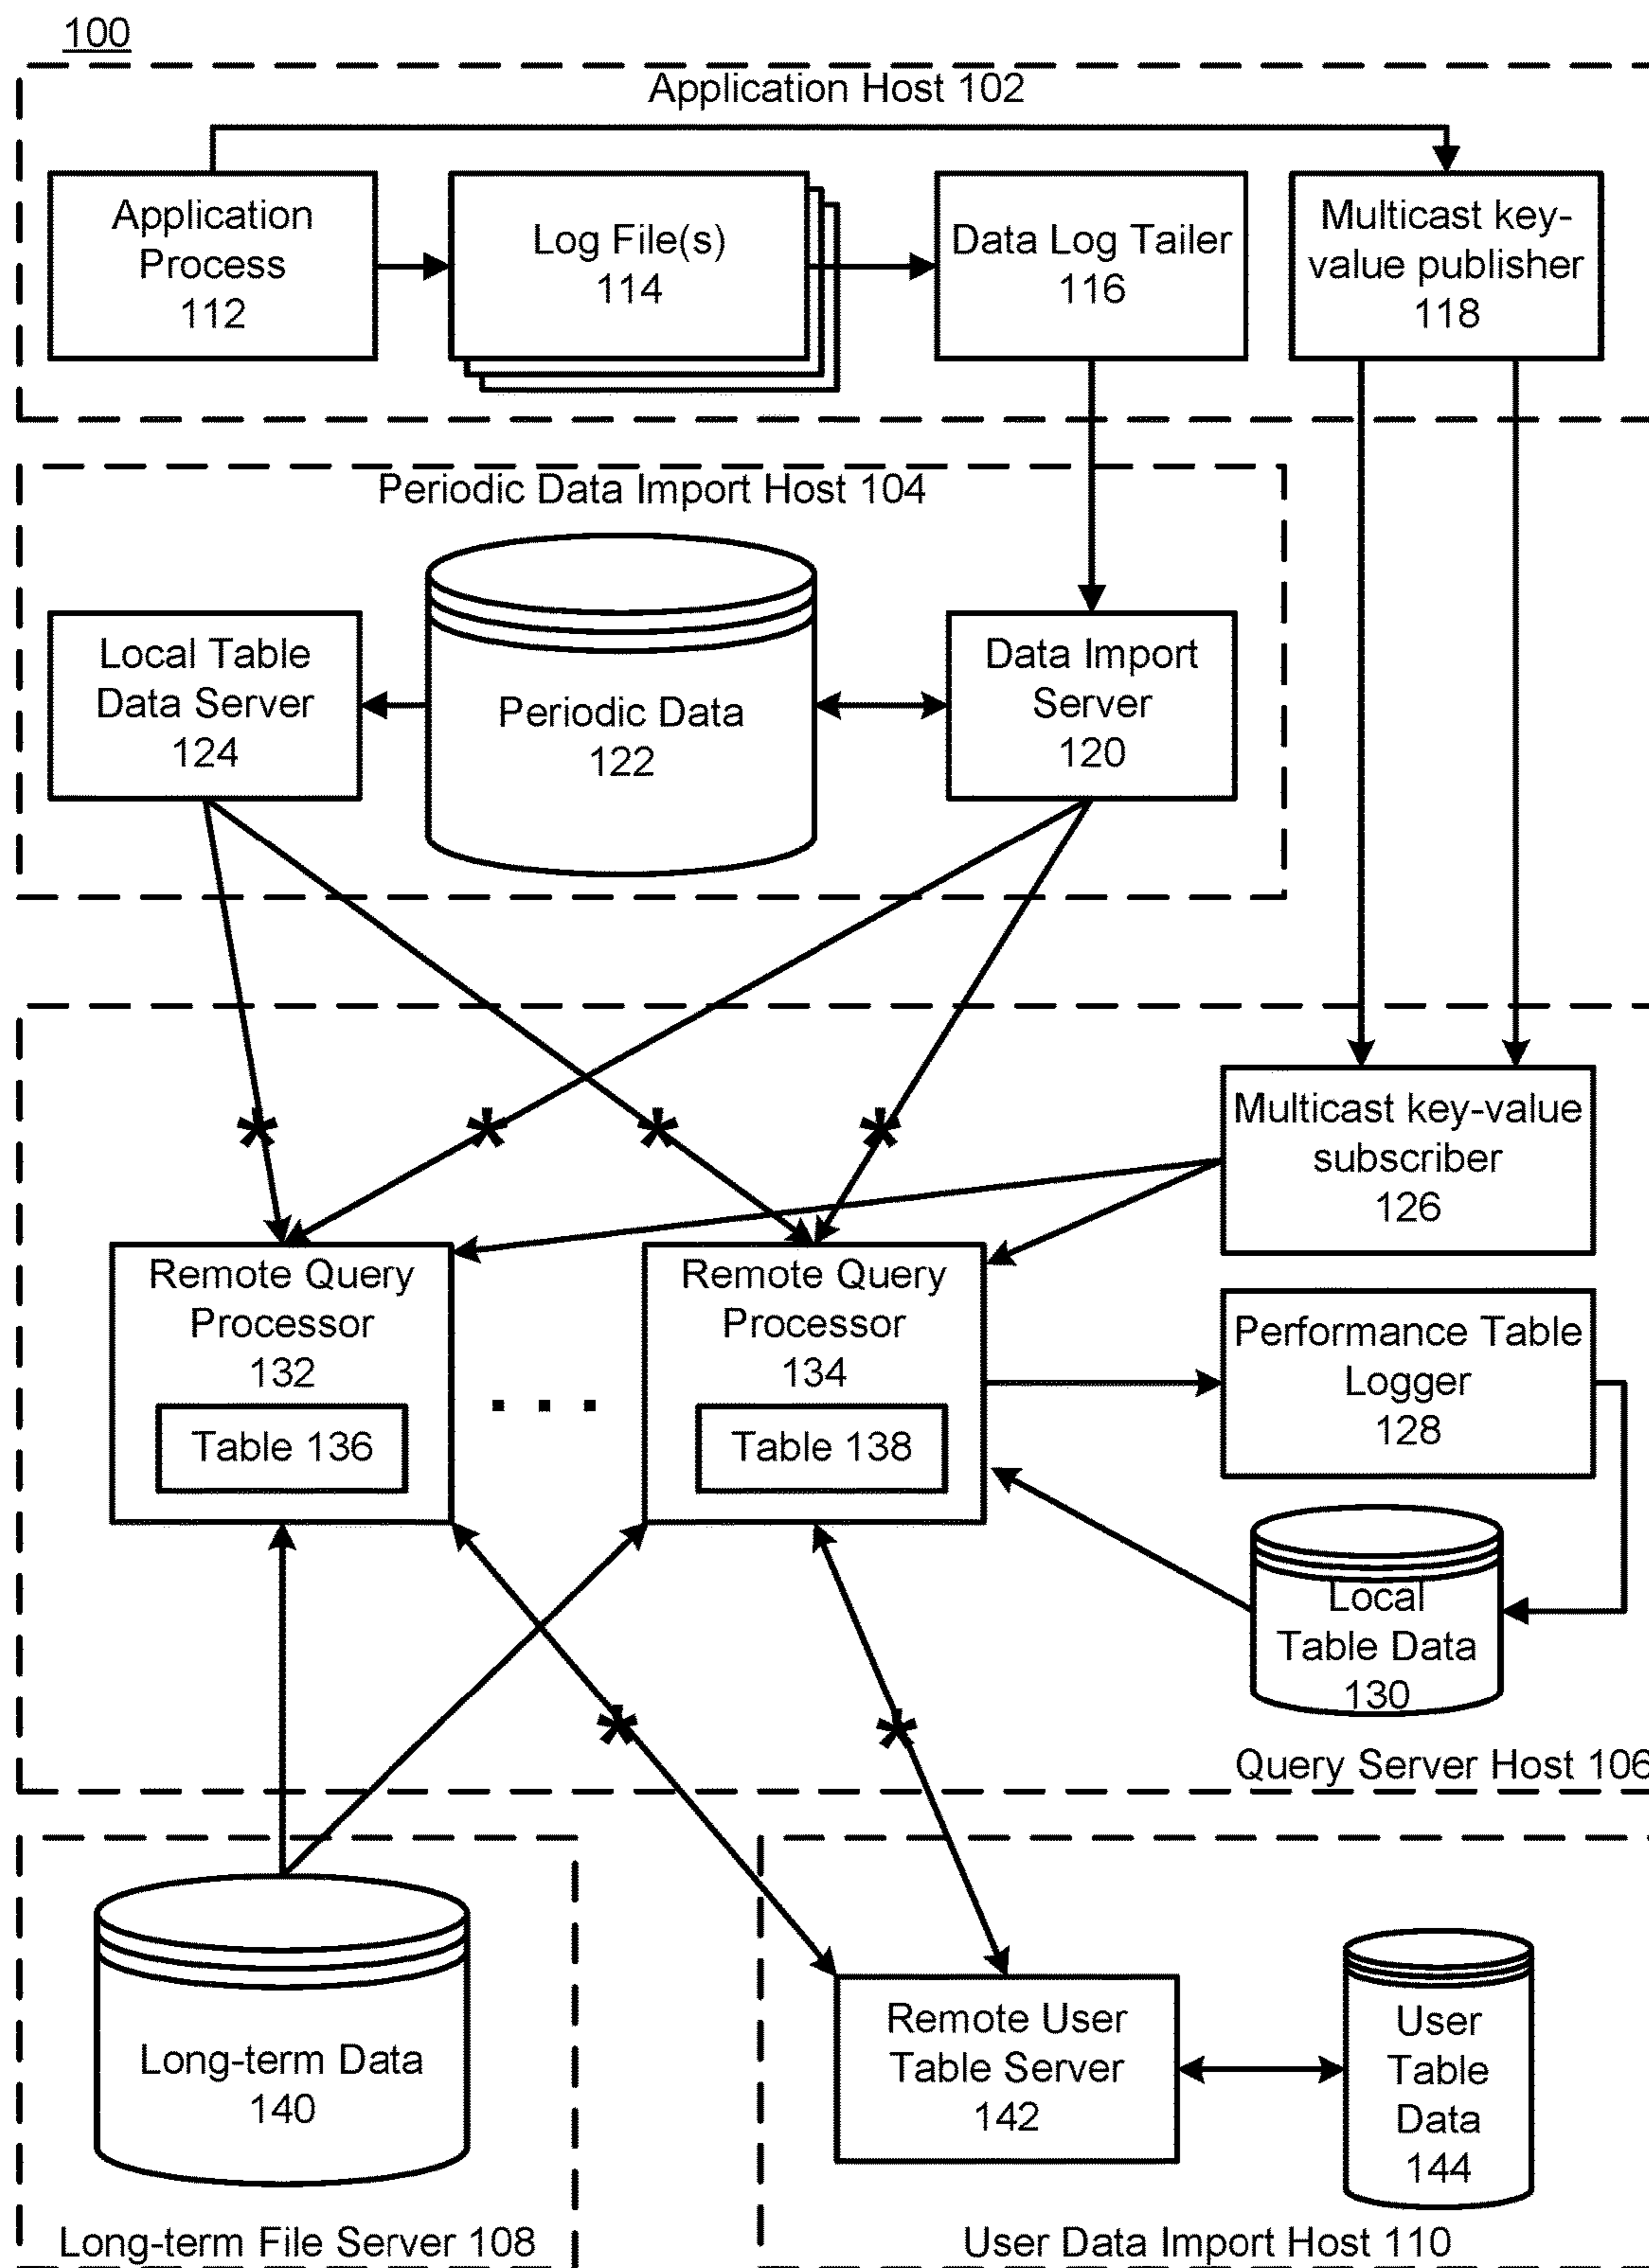 100
Application Host 102
Application
Process
112
Log File(s)
114
Data Log Tailer
116
Multicast key-
value publisher
118
Periodic Data Import Host 104
Local Table
Data Server
124
Periodic Data
122
Data Import
Server
120
*
*
*
*
Multicast key-value
subscriber
126
Remote Query
Processor
132
Table 136
. . .
Remote Query
Processor
134
Table 138
Performance Table
Logger
128
Local
Table Data
130
*
*
Query Server Host 106
Long-term Data
140
Long-term File Server 108
Remote User
Table Server
142
User
Table
Data
144
User Data Import Host 110